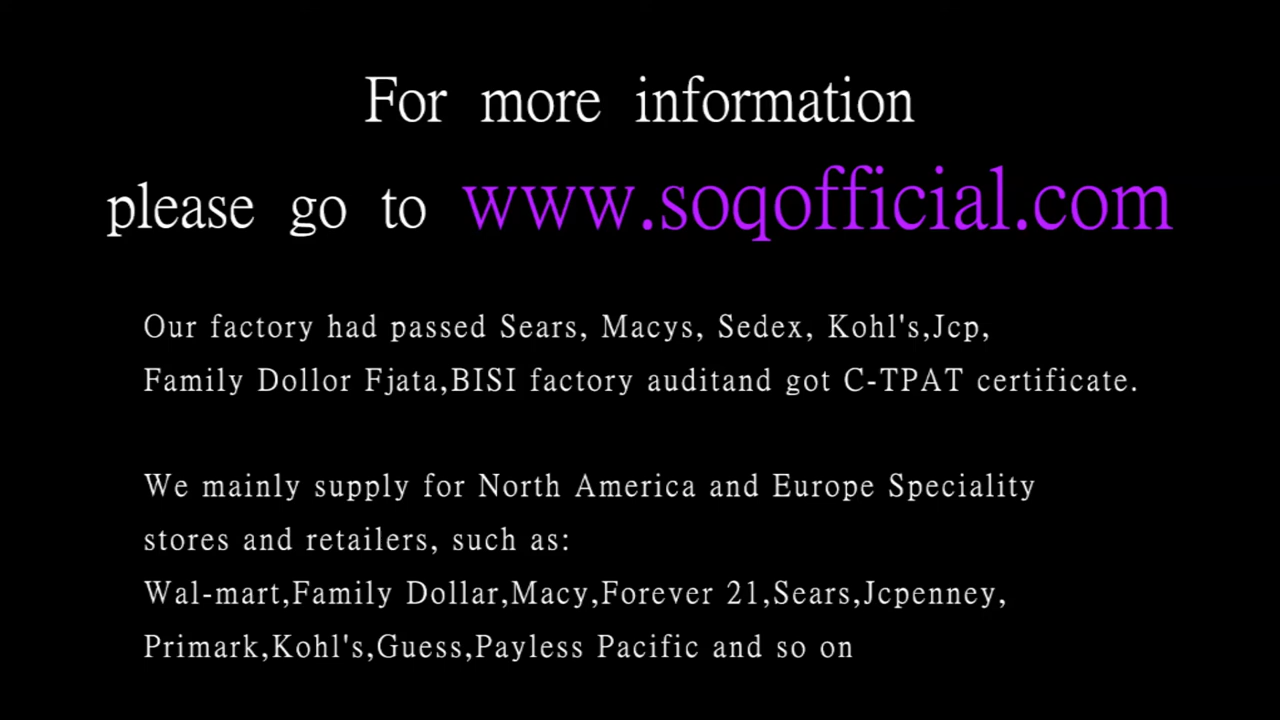 For more information
please go to www.soqofficial.com
Our factory had passed Sears, Macys, Sedex, Kohl's,Jcp,
Family Dollor Fjata,BISI factory auditand got C-TPAT certificate.
We mainly supply for North America and Europe Speciality
stores and retailers, such as:
Wal-mart,Family Dollar,Macy,Forever 21,Sears,Jcpenney,
Primark,Kohl's,Guess,Payless Pacific and so on